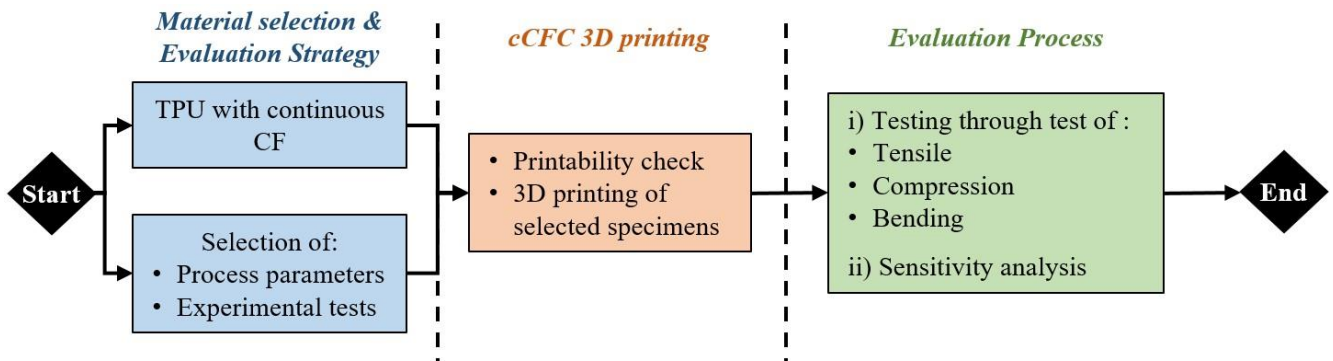 Material selection &
Evaluation Strategy
cCFC 3D printing
Evaluation Process
Start
TPU with continuous
CF
Selection of:
• Process parameters
• Experimental tests
• Printability check
• 3D printing of
selected specimens
i) Testing through test of :
• Tensile
• Compression
• Bending
ii) Sensitivity analysis
End